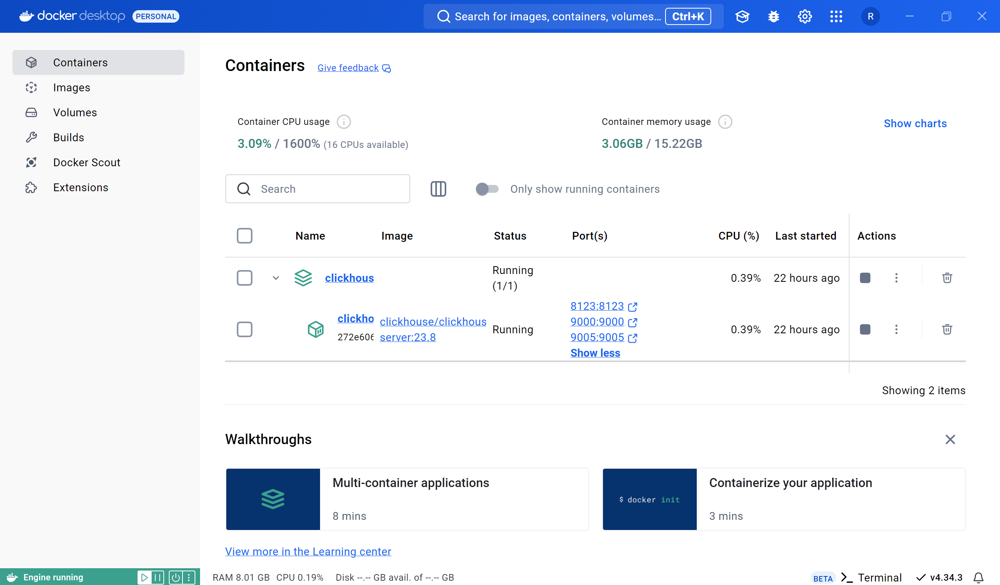 docker desktop PERSONAL
Search for images, containers, volumes... Ctrl+K
R
Containers
Images
Volumes
Builds
Docker Scout
Extensions
Containers Give feedback
Container CPU usage
3.09% / 1600% (16 CPUs available)
Container memory usage
3.06GB / 15.22GB
Show charts
Search
Only show running containers
Name Image Status Port(s) CPU (%) Last started Actions
clickhous Running (1/1) 0.39% 22 hours ago
clickho
272e606
clickhouse/clickhous
server:23.8
Running
8123:8123
9000:9000
9005:9005
Show less
0.39% 22 hours ago
Showing 2 items
Walkthroughs
Multi-container applications
8 mins
$ docker init
Containerize your application
3 mins
View more in the Learning center
Engine running
RAM 8.01 GB CPU 0.19% Disk --.-- GB avail. of --.-- GB
BETA Terminal v4.34.3